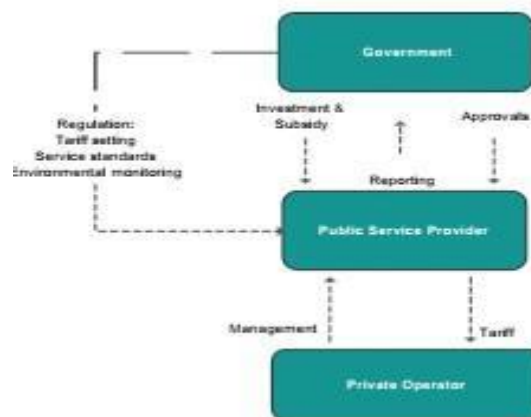 Government
Investment &
Subsidy
Approvals
Regulation:
Tariff setting
Service standards
Environmental monitoring
Reporting
Public Service Provider
Management
Tariff
Private Operator